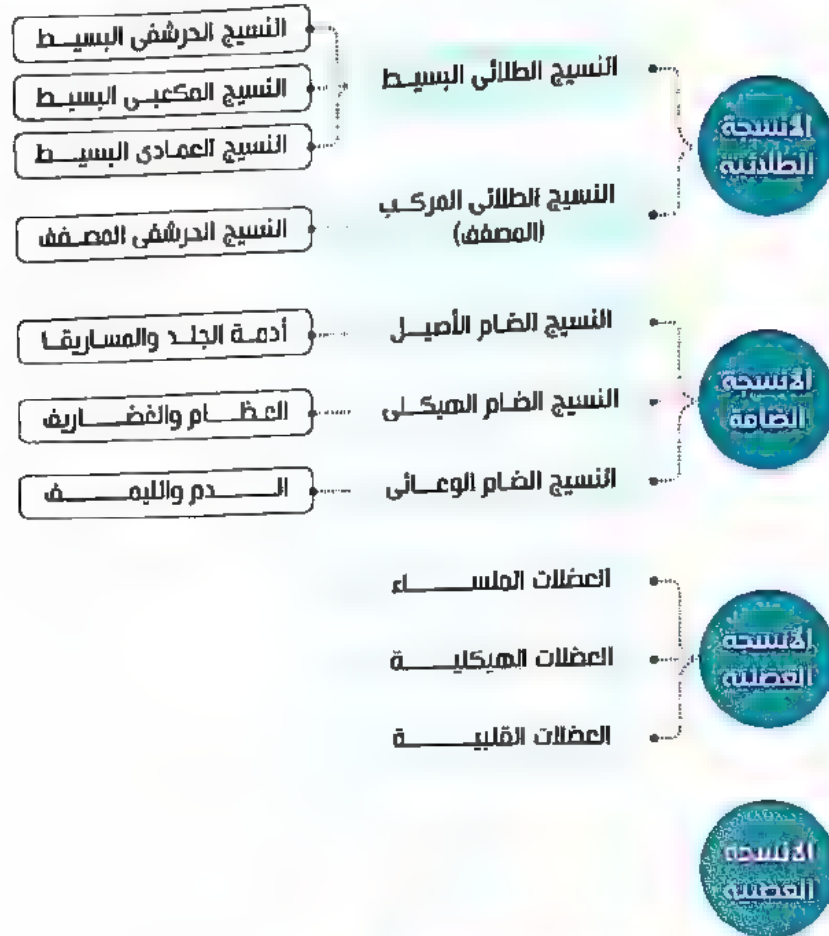 الأنسجة
الطلائية
النسيج الطلائى البسيط
النسيج الحرشفى البسيط
النسيج المكعبى البسيط
النسيج العمادى البسيط
النسيج الطلائى المركب
(المصفف)
النسيج الحرشفى المصفف
الأنسجة
الضامة
النسيج الضام الأصيل
أدمة الجلد والمساريقا
النسيج الضام الهيكلى
العظام والغضاريف
النسيج الضام الوعائى
الدم والليمف
الأنسجة
العضلية
العضلات الملساء
العضلات الهيكلية
العضلات القلبية
الأنسجة
العصبية